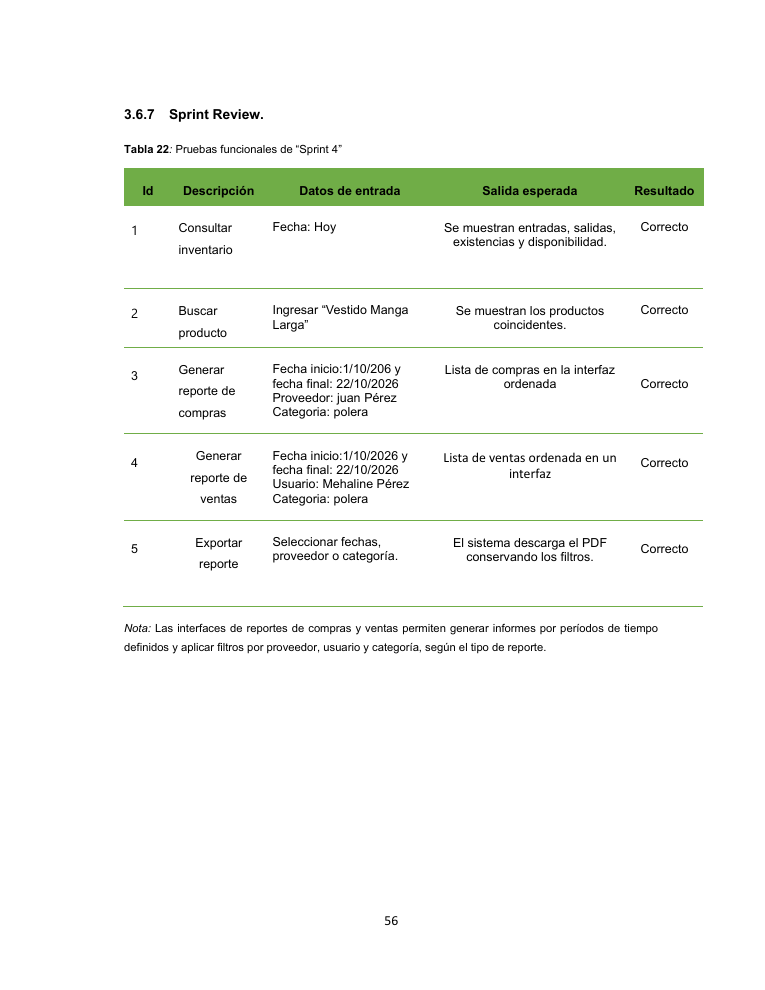 3.6.7 Sprint Review.
Tabla 22: Pruebas funcionales de “Sprint 4”
Id Descripción Datos de entrada Salida esperada Resultado
1 Consultar inventario Fecha: Hoy Se muestran entradas, salidas, existencias y disponibilidad. Correcto
2 Buscar producto Ingresar “Vestido Manga Larga” Se muestran los productos coincidentes. Correcto
3 Generar reporte de compras Fecha inicio:1/10/206 y fecha final: 22/10/2026 Proveedor: juan Pérez Categoria: polera Lista de compras en la interfaz ordenada Correcto
4 Generar reporte de ventas Fecha inicio:1/10/2026 y fecha final: 22/10/2026 Usuario: Mehaline Pérez Categoria: polera Lista de ventas ordenada en un interfaz Correcto
5 Exportar reporte Seleccionar fechas, proveedor o categoría. El sistema descarga el PDF conservando los filtros. Correcto
Nota: Las interfaces de reportes de compras y ventas permiten generar informes por períodos de tiempo
definidos y aplicar filtros por proveedor, usuario y categoría, según el tipo de reporte.
56